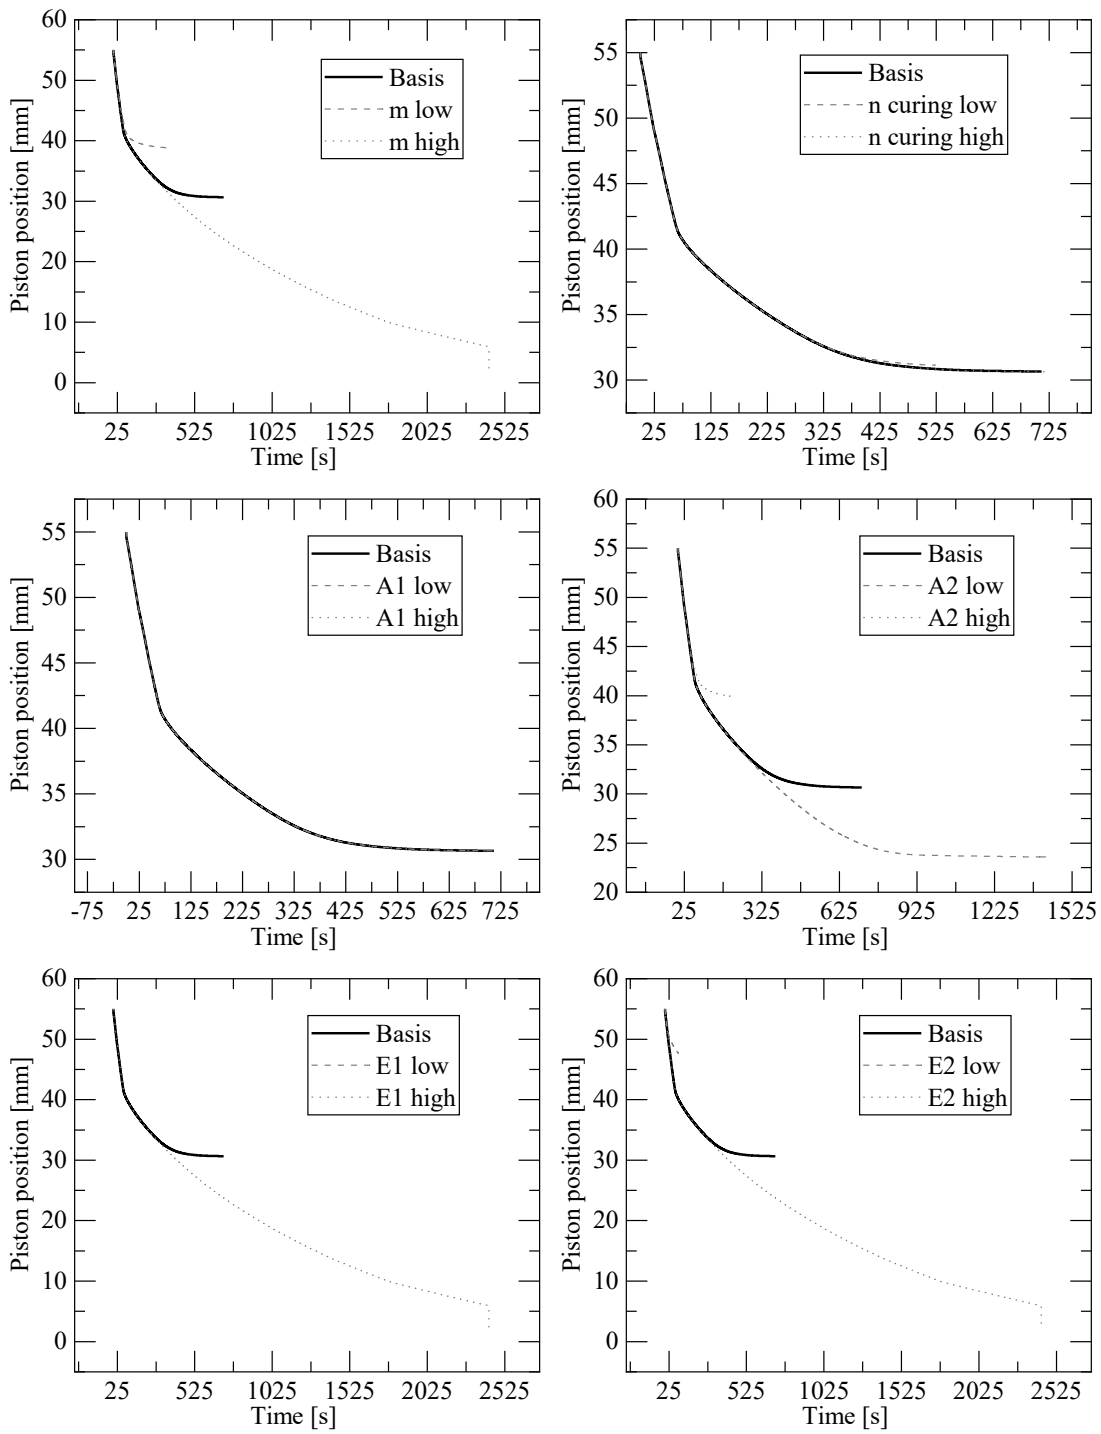 60
50
40
30
20
10
0
Piston position [mm]
Basis
m low
m high
25 525 1025 1525 2025 2525
Time [s]
55
50
45
40
35
30
Piston position [mm]
Basis
n curing low
n curing high
25 125 225 325 425 525 625 725
Time [s]
55
50
45
40
35
30
Piston position [mm]
Basis
A1 low
A1 high
-75 25 125 225 325 425 525 625 725
Time [s]
60
55
50
45
40
35
30
25
20
Piston position [mm]
Basis
A2 low
A2 high
25 325 625 925 1225 1525
Time [s]
60
50
40
30
20
10
0
Piston position [mm]
Basis
E1 low
E1 high
25 525 1025 1525 2025 2525
Time [s]
60
50
40
30
20
10
0
Piston position [mm]
Basis
E2 low
E2 high
25 525 1025 1525 2025 2525
Time [s]